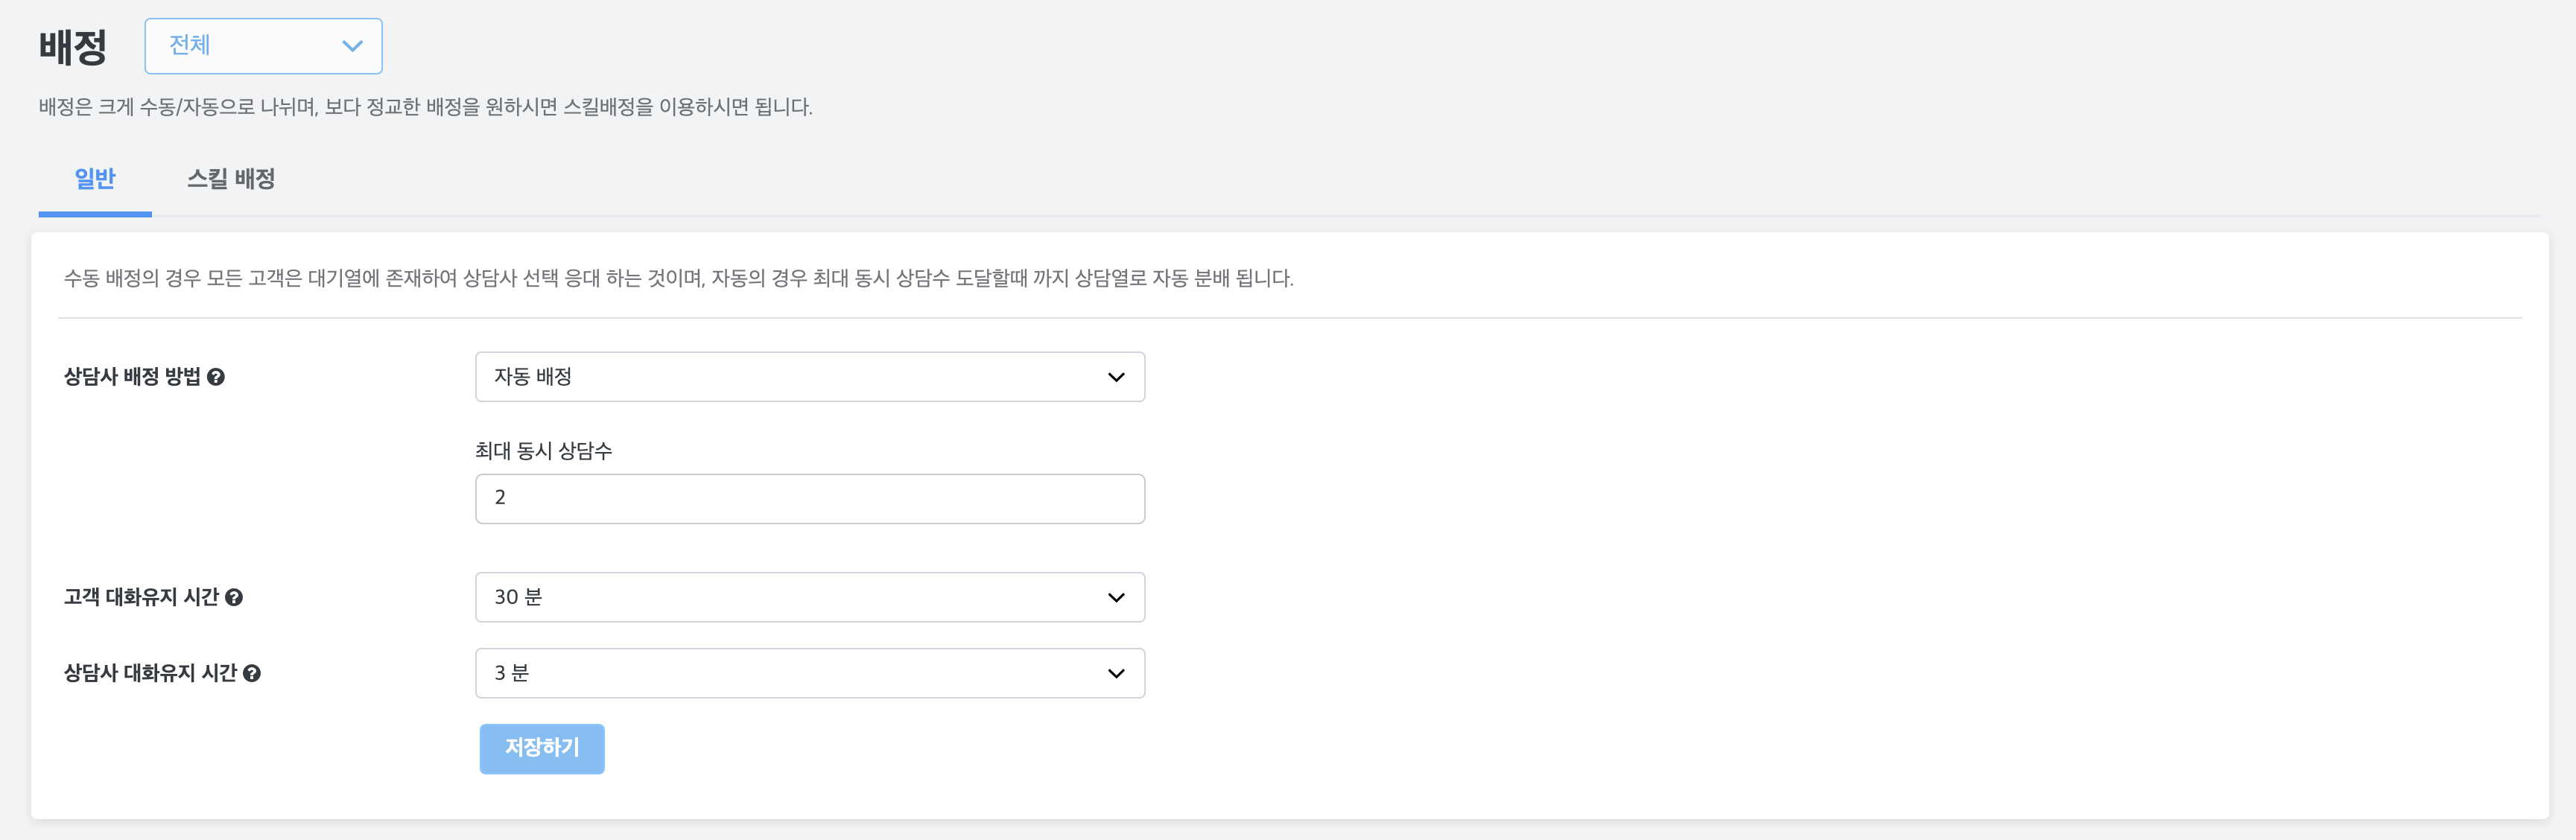 배정 전체
배정은 크게 수동/자동으로 나뉘며, 보다 정교한 배정을 원하시면 스킬배정을 이용하시면 됩니다.
일반 스킬 배정
수동 배정의 경우 모든 고객은 대기열에 존재하여 상담사 선택 응대 하는 것이며, 자동의 경우 최대 동시 상담수 도달할때 까지 상담열로 자동 분배 됩니다.
상담사 배정 방법 ? 자동 배정
최대 동시 상담수
2
고객 대화유지 시간 ? 30 분
상담사 대화유지 시간 ? 3 분
저장하기